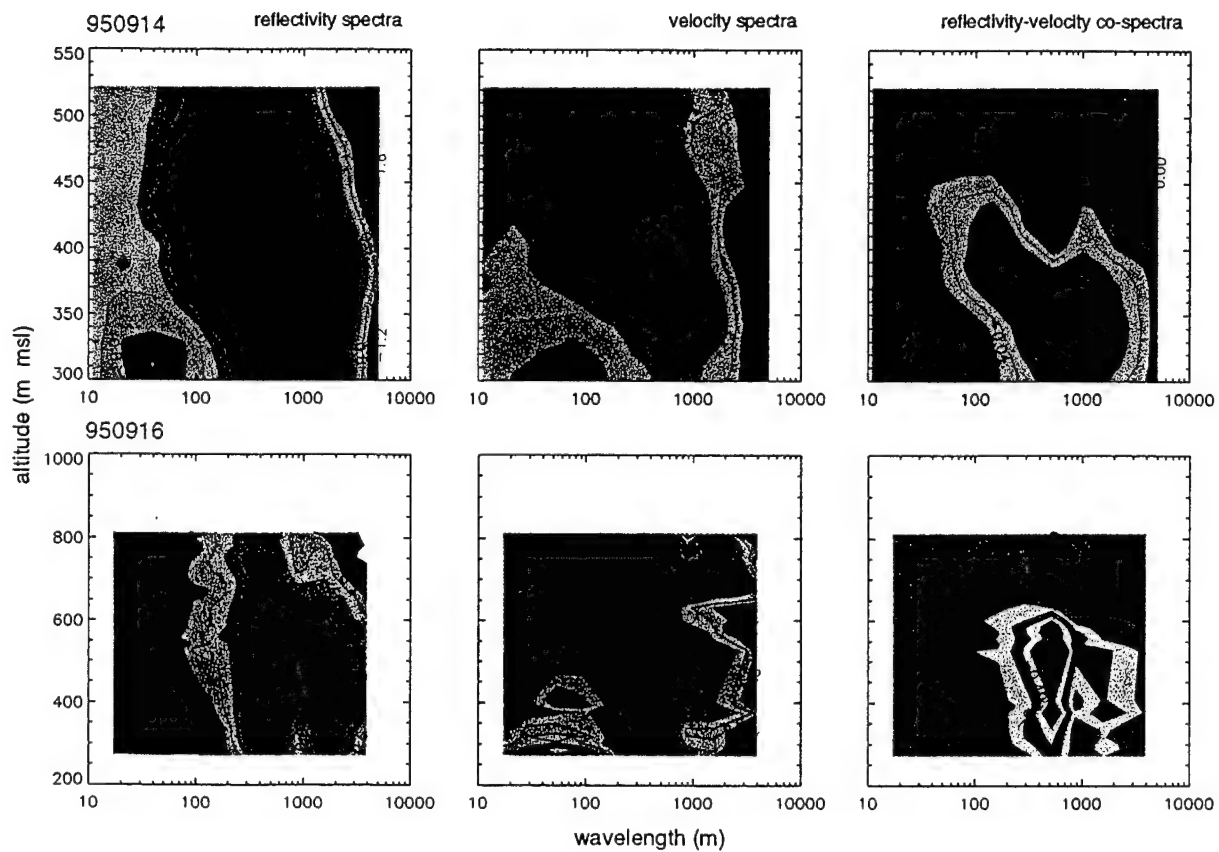 950914 reflectivity spectra velocity spectra reflectivity-velocity co-spectra
550
500
450
400
350
300
0.00
10 100 1000 10000 10 100 1000 10000 10 100 1000 10000
altitude (m msl)
950916
1000
800
600
400
200
10 100 1000 10000 10 100 1000 10000 10 100 1000 10000
wavelength (m)